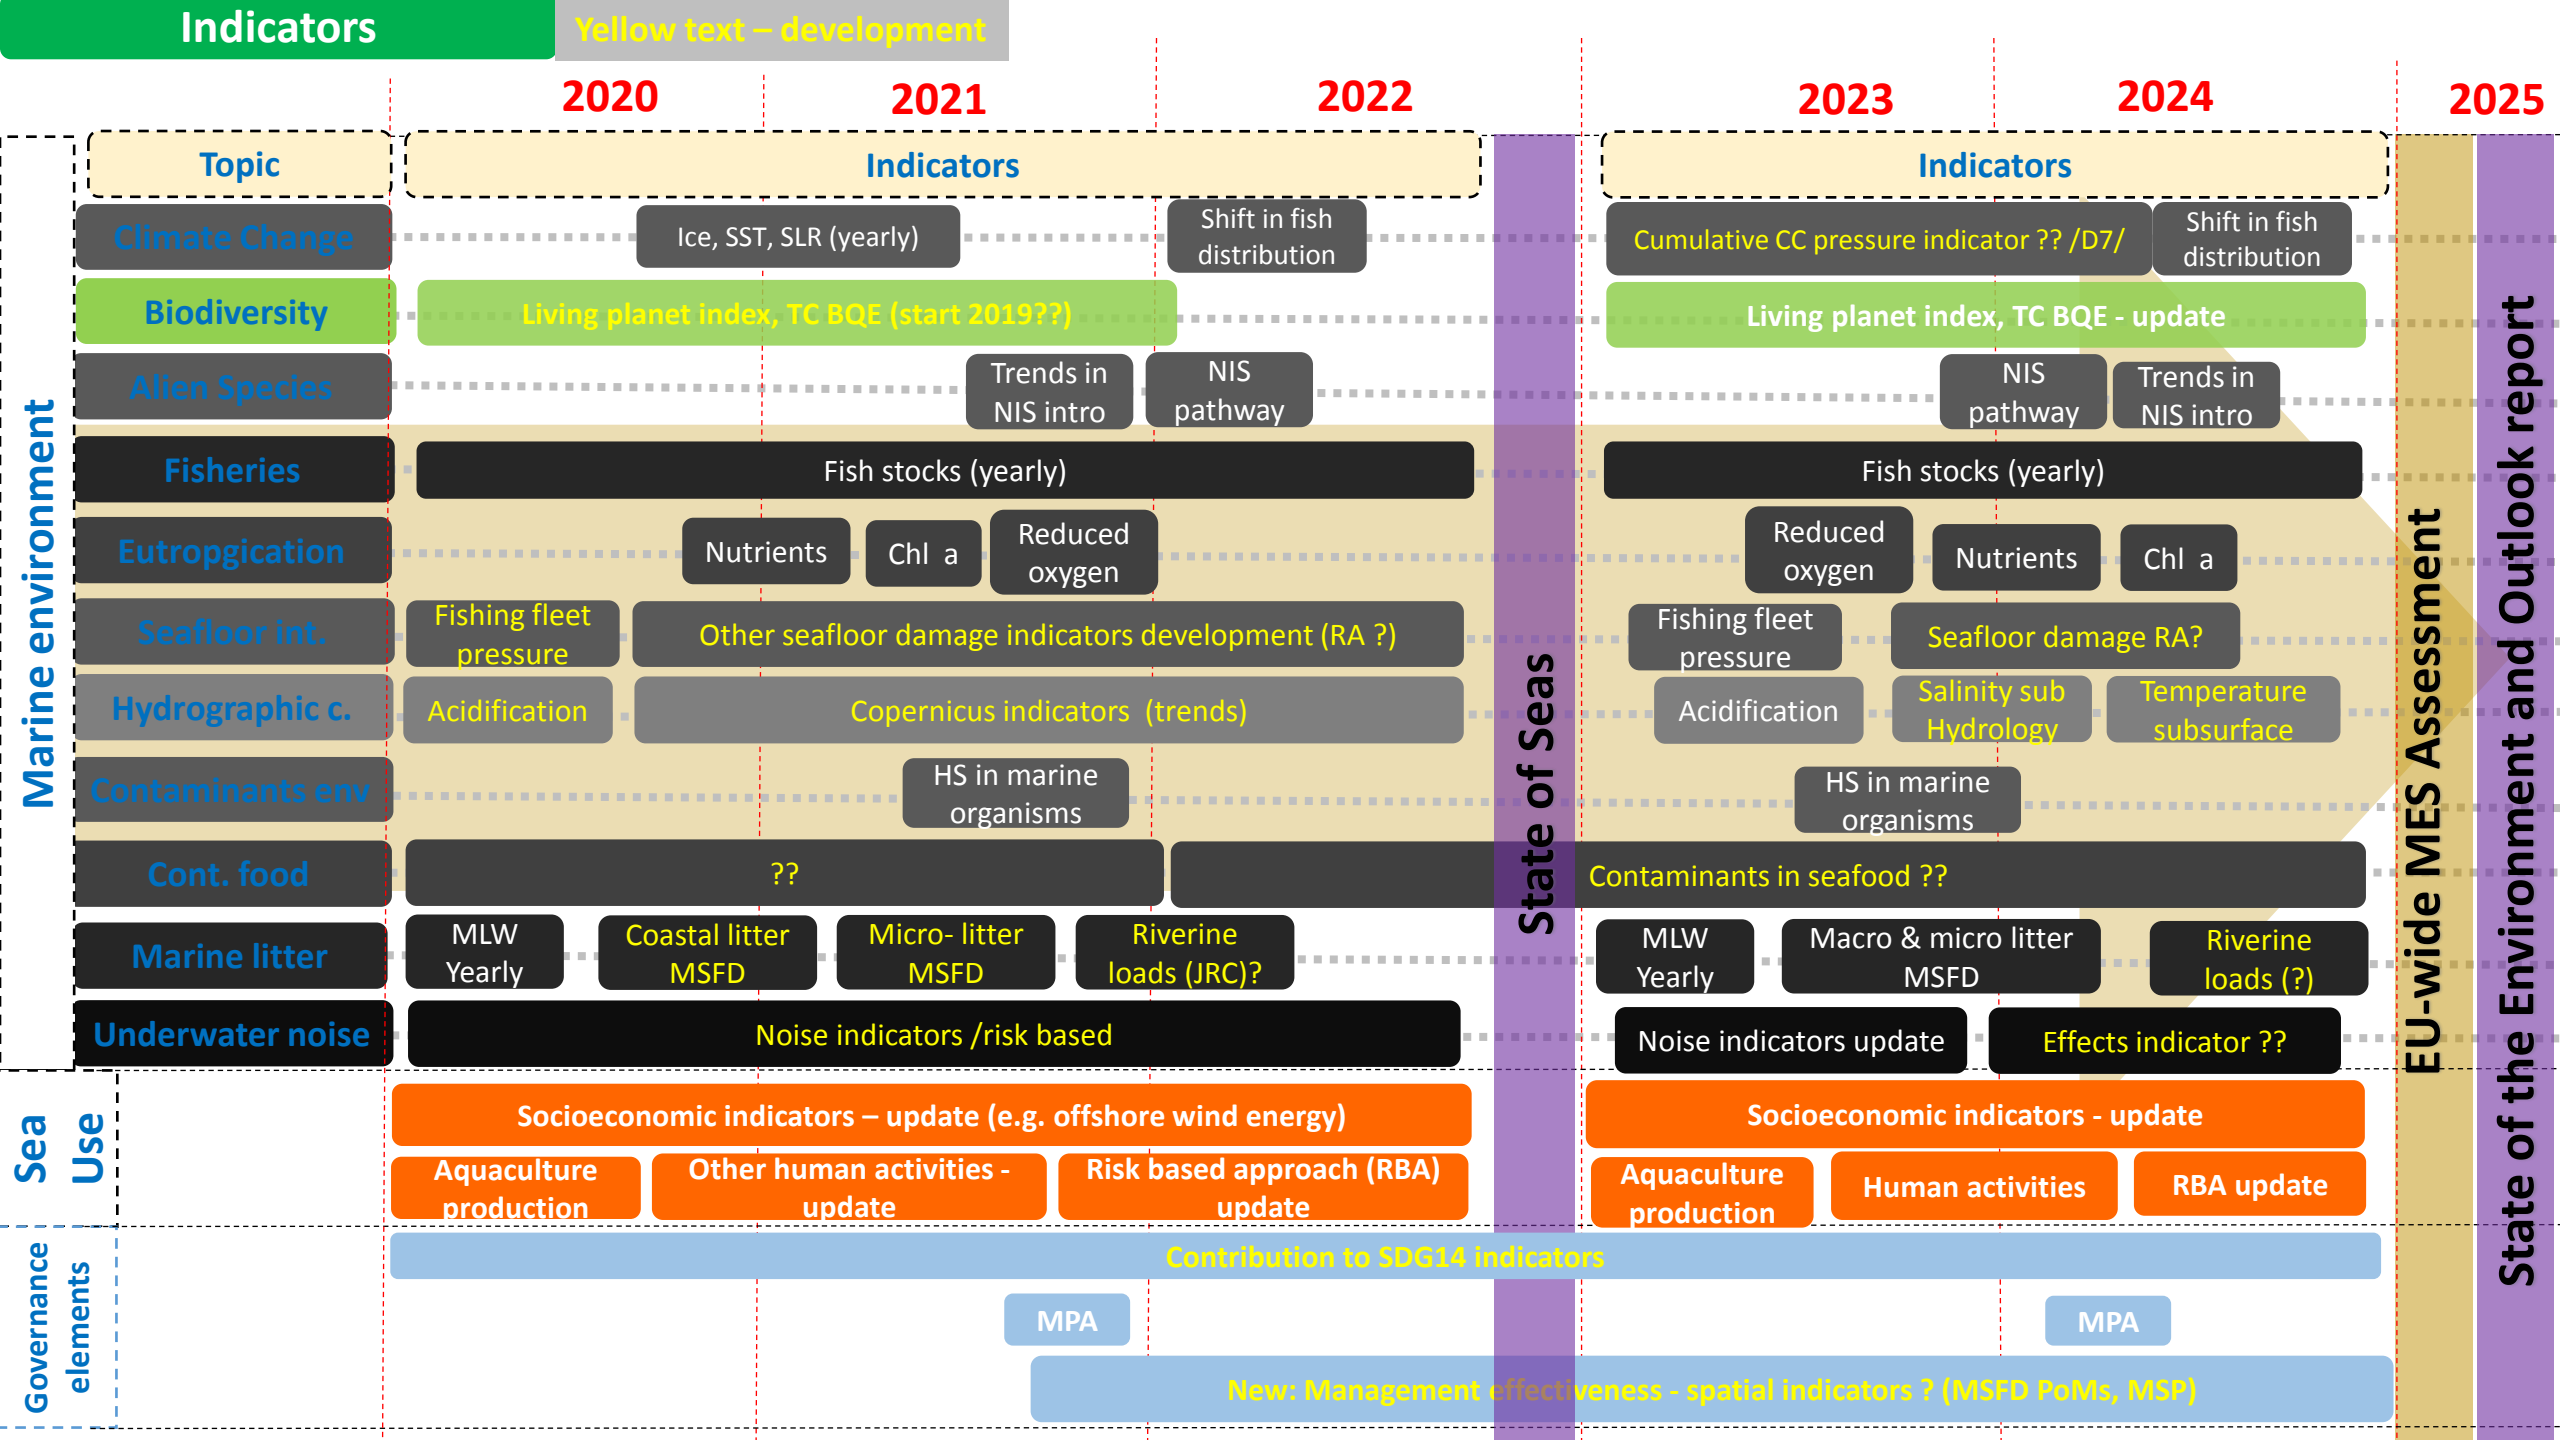 Indicators
Yellow text – development
2020
2021
2022
2023
2024
2025
Topic
Indicators
Indicators
Marine environment
Climate Change
Ice, SST, SLR (yearly)
Shift in fish
distribution
Cumulative CC pressure indicator ?? /D7/
Shift in fish
distribution
Biodiversity
Living planet index, TC BQE (start 2019??)
Living planet index, TC BQE - update
Alien Species
Trends in
NIS intro
NIS
pathway
NIS
pathway
Trends in
NIS intro
Fisheries
Fish stocks (yearly)
Fish stocks (yearly)
Eutropgication
Nutrients
Chl a
Reduced
oxygen
Reduced
oxygen
Nutrients
Chl a
Seafloor int.
Fishing fleet
pressure
Other seafloor damage indicators development (RA ?)
Fishing fleet
pressure
Seafloor damage RA?
Hydrographic c.
Acidification
Copernicus indicators (trends)
Acidification
Salinity sub
Hydrology
Temperature
subsurface
Contaminants env
HS in marine
organisms
HS in marine
organisms
Cont. food
??
Contaminants in seafood ??
Marine litter
MLW
Yearly
Coastal litter
MSFD
Micro- litter
MSFD
Riverine
loads (JRC)?
MLW
Yearly
Macro & micro litter
MSFD
Riverine
loads (?)
Underwater noise
Noise indicators /risk based
Noise indicators update
Effects indicator ??
State of Seas
EU-wide MES Assessment
State of the Environment and Outlook report
Sea
Use
Socioeconomic indicators – update (e.g. offshore wind energy)
Socioeconomic indicators - update
Aquaculture
production
Other human activities -
update
Risk based approach (RBA)
update
Aquaculture
production
Human activities
RBA update
Governance
elements
Contribution to SDG14 indicators
MPA
MPA
New: Management effectiveness - spatial indicators ? (MSFD PoMs, MSP)